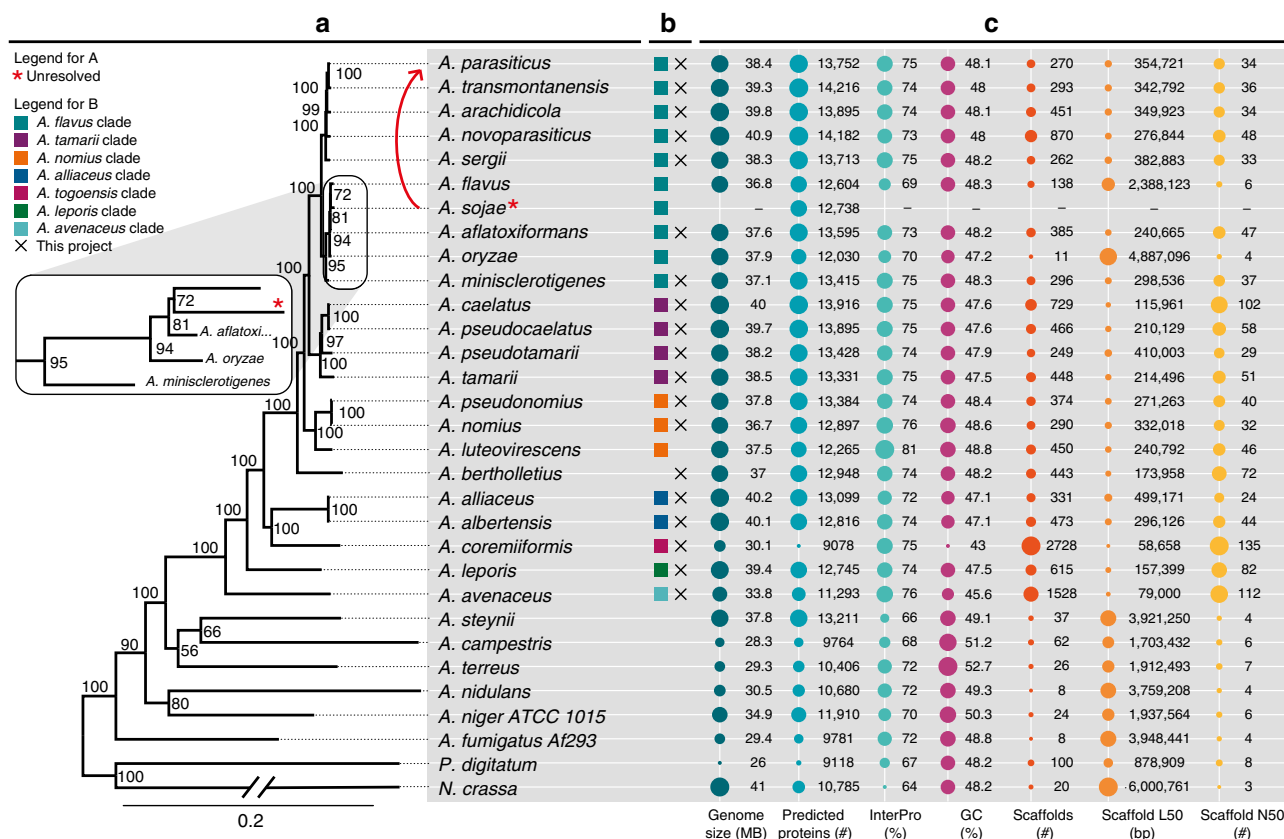 a b c
Legend for A
* Unresolved
Legend for B
A. flavus clade
A. tamarii clade
A. nomius clade
A. alliaceus clade
A. togoensis clade
A. leporis clade
A. avenaceus clade
× This project
72 *
81 A. aflatoxi...
94 A. oryzae
95 A. minisclerotigenes
100
99
100
100
72
81
94
95
100
100
100
97
100
100
100
100
100
100
100
100
66
56
90
100
80
100
0.2
A. parasiticus × 38.4 13,752 75 48.1 270 354,721 34
A. transmontanensis × 39.3 14,216 74 48 293 342,792 36
A. arachidicola × 39.8 13,895 74 48.1 451 349,923 34
A. novoparasiticus × 40.9 14,182 73 48 870 276,844 48
A. sergii × 38.3 13,713 75 48.2 262 382,883 33
A. flavus 36.8 12,604 69 48.3 138 2,388,123 6
A. sojae* – 12,738 – – – – –
A. aflatoxiformans × 37.6 13,595 73 48.2 385 240,665 47
A. oryzae 37.9 12,030 70 47.2 11 4,887,096 4
A. minisclerotigenes × 37.1 13,415 75 48.3 296 298,536 37
A. caelatus × 40 13,916 75 47.6 729 115,961 102
A. pseudocaelatus × 39.7 13,895 75 47.6 466 210,129 58
A. pseudotamarii × 38.2 13,428 74 47.9 249 410,003 29
A. tamarii × 38.5 13,331 75 47.5 448 214,496 51
A. pseudonomius × 37.8 13,384 74 48.4 374 271,263 40
A. nomius × 36.7 12,897 76 48.6 290 332,018 32
A. luteovirescens 37.5 12,265 81 48.8 450 240,792 46
A. bertholletius × 37 12,948 74 48.2 443 173,958 72
A. alliaceus × 40.2 13,099 72 47.1 331 499,171 24
A. albertensis × 40.1 12,816 74 47.1 473 296,126 44
A. coremiiformis × 30.1 9078 75 43 2728 58,658 135
A. leporis × 39.4 12,745 74 47.5 615 157,399 82
A. avenaceus × 33.8 11,293 76 45.6 1528 79,000 112
A. steynii 37.8 13,211 66 49.1 37 3,921,250 4
A. campestris 28.3 9764 68 51.2 62 1,703,432 6
A. terreus 29.3 10,406 72 52.7 26 1,912,493 7
A. nidulans 30.5 10,680 72 49.3 8 3,759,208 4
A. niger ATCC 1015 34.9 11,910 70 50.3 24 1,937,564 6
A. fumigatus Af293 29.4 9781 72 48.8 8 3,948,441 4
P. digitatum 26 9118 67 48.2 100 878,909 8
N. crassa 41 10,785 64 48.2 20 6,000,761 3
Genome Predicted InterPro GC Scaffolds Scaffold L50 Scaffold N50
size (MB) proteins (#) (%) (%) (#) (bp) (#)